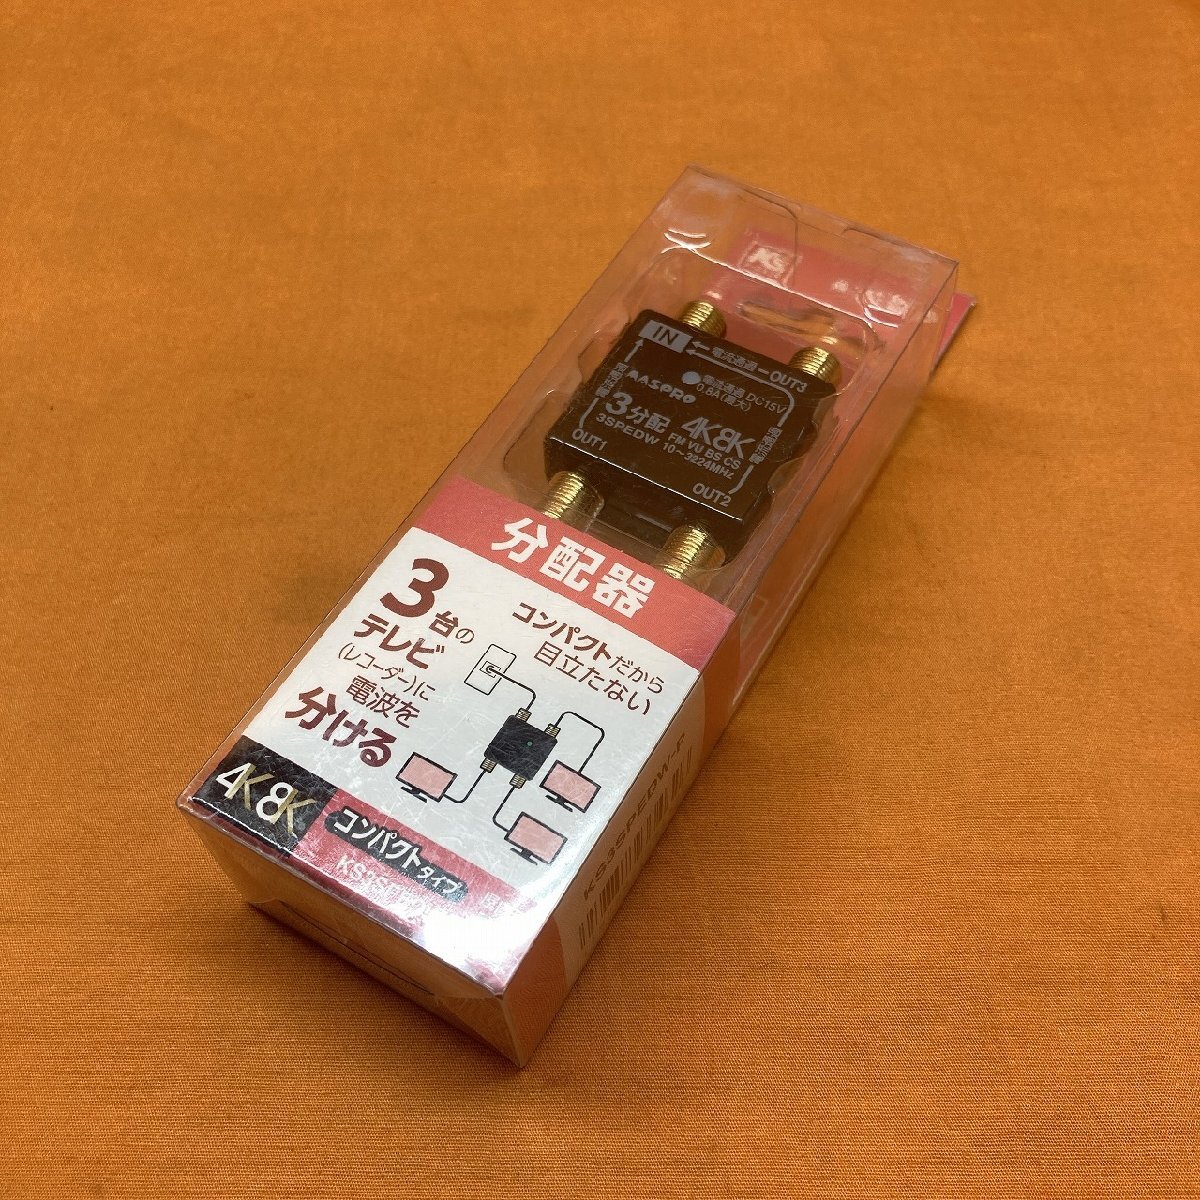 Ks
IN
電流通過
OUT3
MASPRO
電流通過 DC15V
0.8A(最大)
3分配 4K8K
3SPEDW FM VU BS CS
10〜3224MHz
OUT1
OUT2
分配器
3台の
テレビ
(レコーダー)に
電波を
分ける
コンパクトだから
目立たない
4K8K
コンパクトタイプ
KS3SPEDW-P